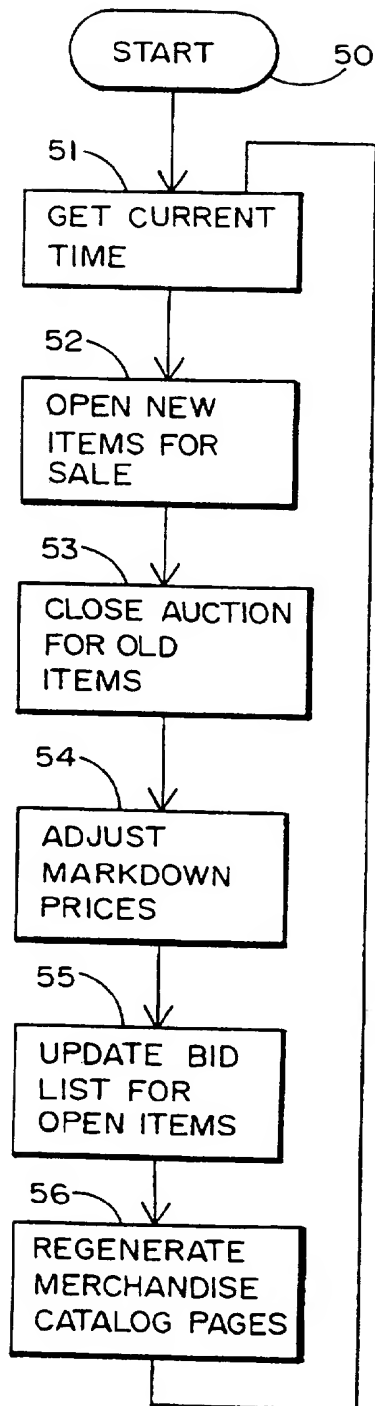 START
50
51
GET CURRENT
TIME
52
OPEN NEW
ITEMS FOR
SALE
53
CLOSE AUCTION
FOR OLD
ITEMS
54
ADJUST
MARKDOWN
PRICES
55
UPDATE BID
LIST FOR
OPEN ITEMS
56
REGENERATE
MERCHANDISE
CATALOG PAGES